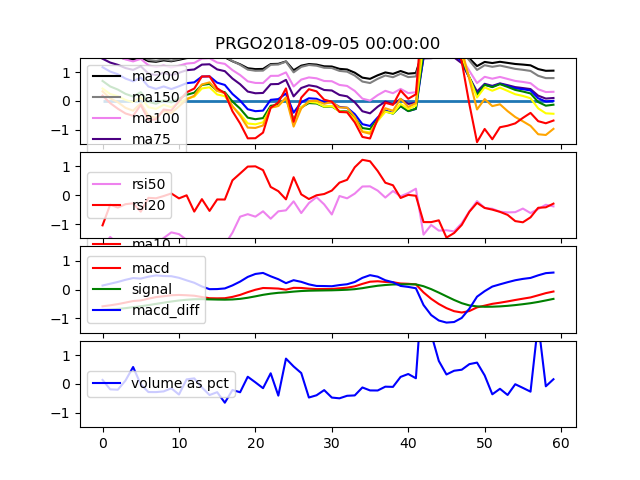 PRGO2018-09-05 00:00:00
1
0
−1
ma200
ma150
ma100
ma75
1
0
−1
rsi50
rsi20
ma10
1
0
−1
macd
signal
macd_diff
1
0
−1
volume as pct
0 10 20 30 40 50 60